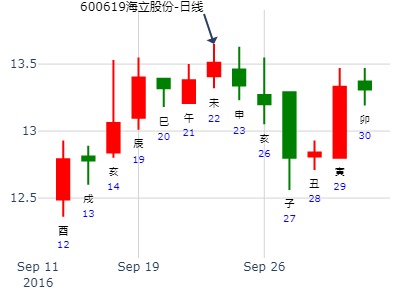 600619海立股份-日线
13.5
13
12.5
酉
12
戌
13
亥
14
辰
19
巳
20
午
21
未
22
申
23
亥
26
子
27
丑
28
寅
29
卯
30
Sep 11
2016
Sep 19
Sep 26